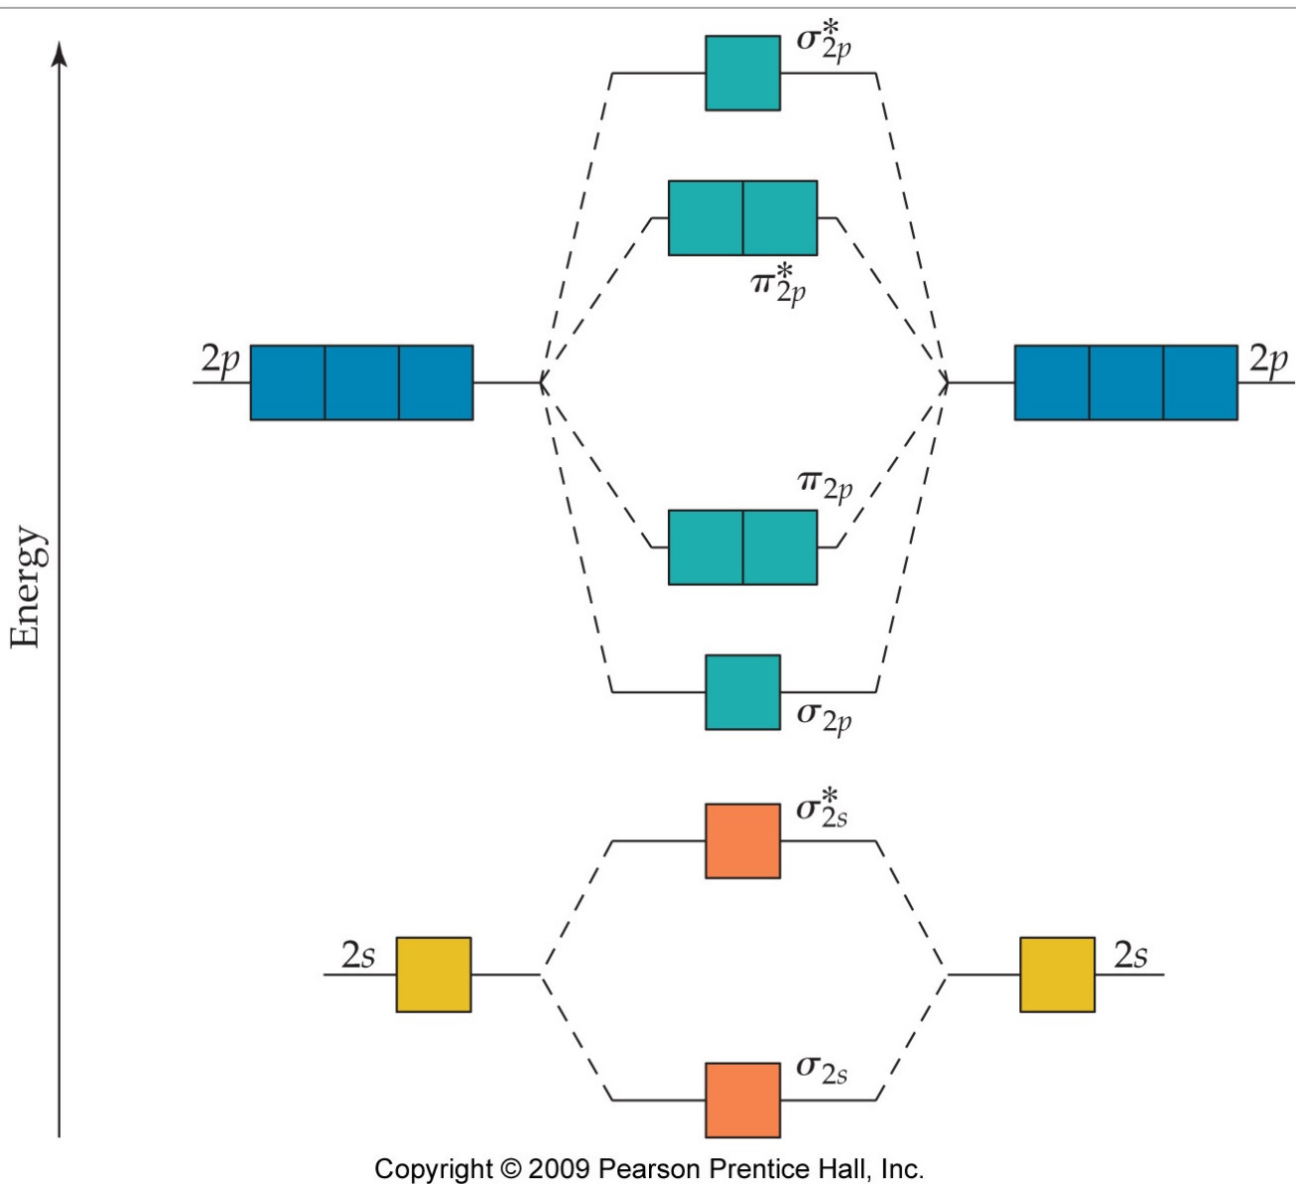 σ*2p
π*2p
2p
2p
π2p
Energy
σ2p
σ*2s
2s
2s
σ2s
Copyright © 2009 Pearson Prentice Hall, Inc.